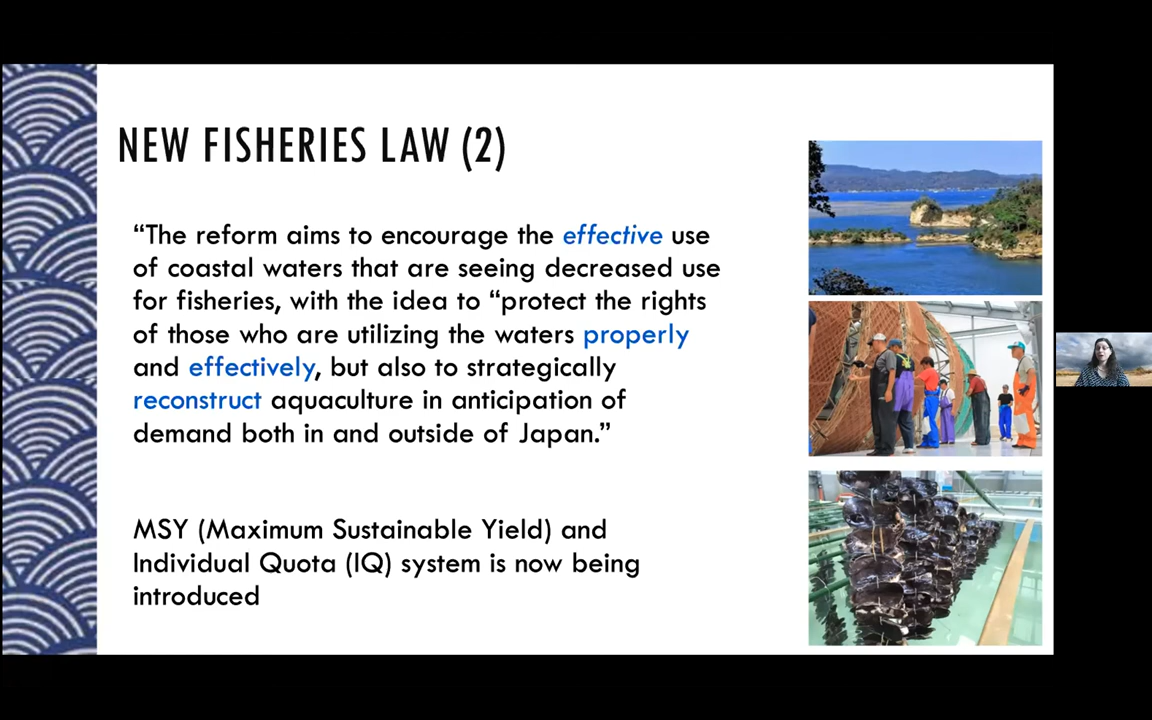 NEW FISHERIES LAW (2)
“The reform aims to encourage the effective use
of coastal waters that are seeing decreased use
for fisheries, with the idea to “protect the rights
of those who are utilizing the waters properly
and effectively, but also to strategically
reconstruct aquaculture in anticipation of
demand both in and outside of Japan.”
MSY (Maximum Sustainable Yield) and
Individual Quota (IQ) system is now being
introduced